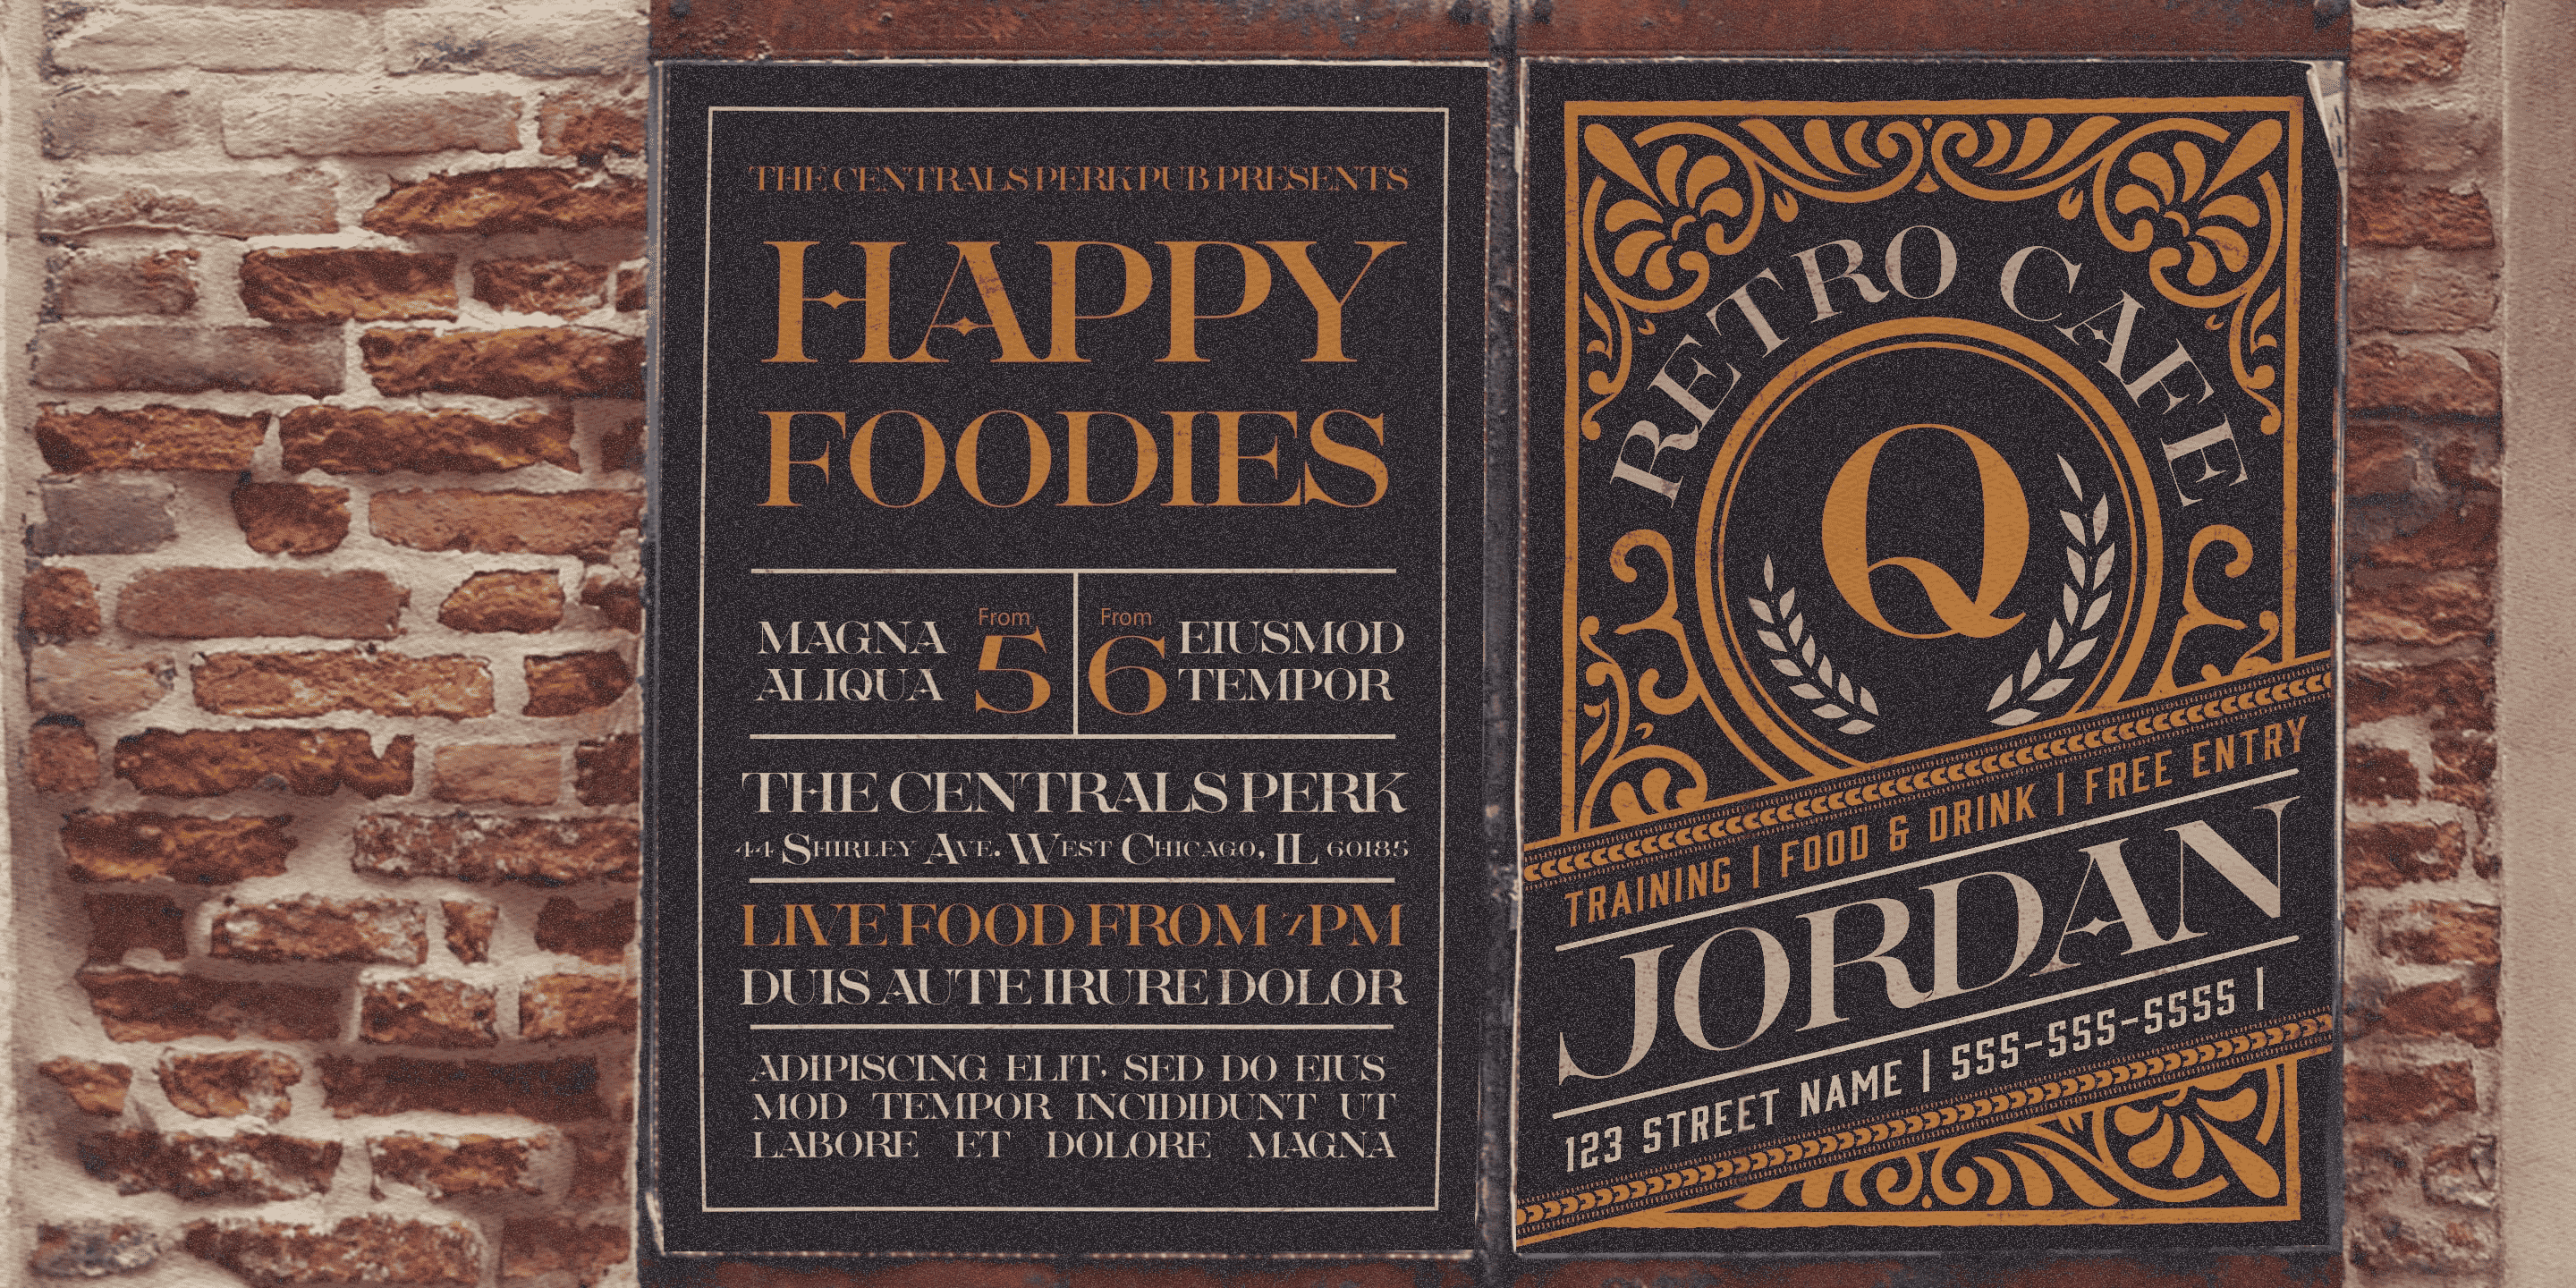 THE CENTRALS PERK PUB PRESENTS
HAPPY
FOODIES
MAGNA
ALIQUA
From
5
From
6
EIUSMOD
TEMPOR
THE CENTRALS PERK
44 SHIRLEY AVE. WEST CHICAGO, IL 60185
LIVE FOOD FROM 7PM
DUIS AUTE IRURE DOLOR
ADIPISCING ELIT, SED DO EIUS
MOD TEMPOR INCIDIDUNT UT
LABORE ET DOLORE MAGNA
RETRO CAFE
Q
TRAINING | FOOD & DRINK | FREE ENTRY
JORDAN
123 STREET NAME | 555-555-5555 |